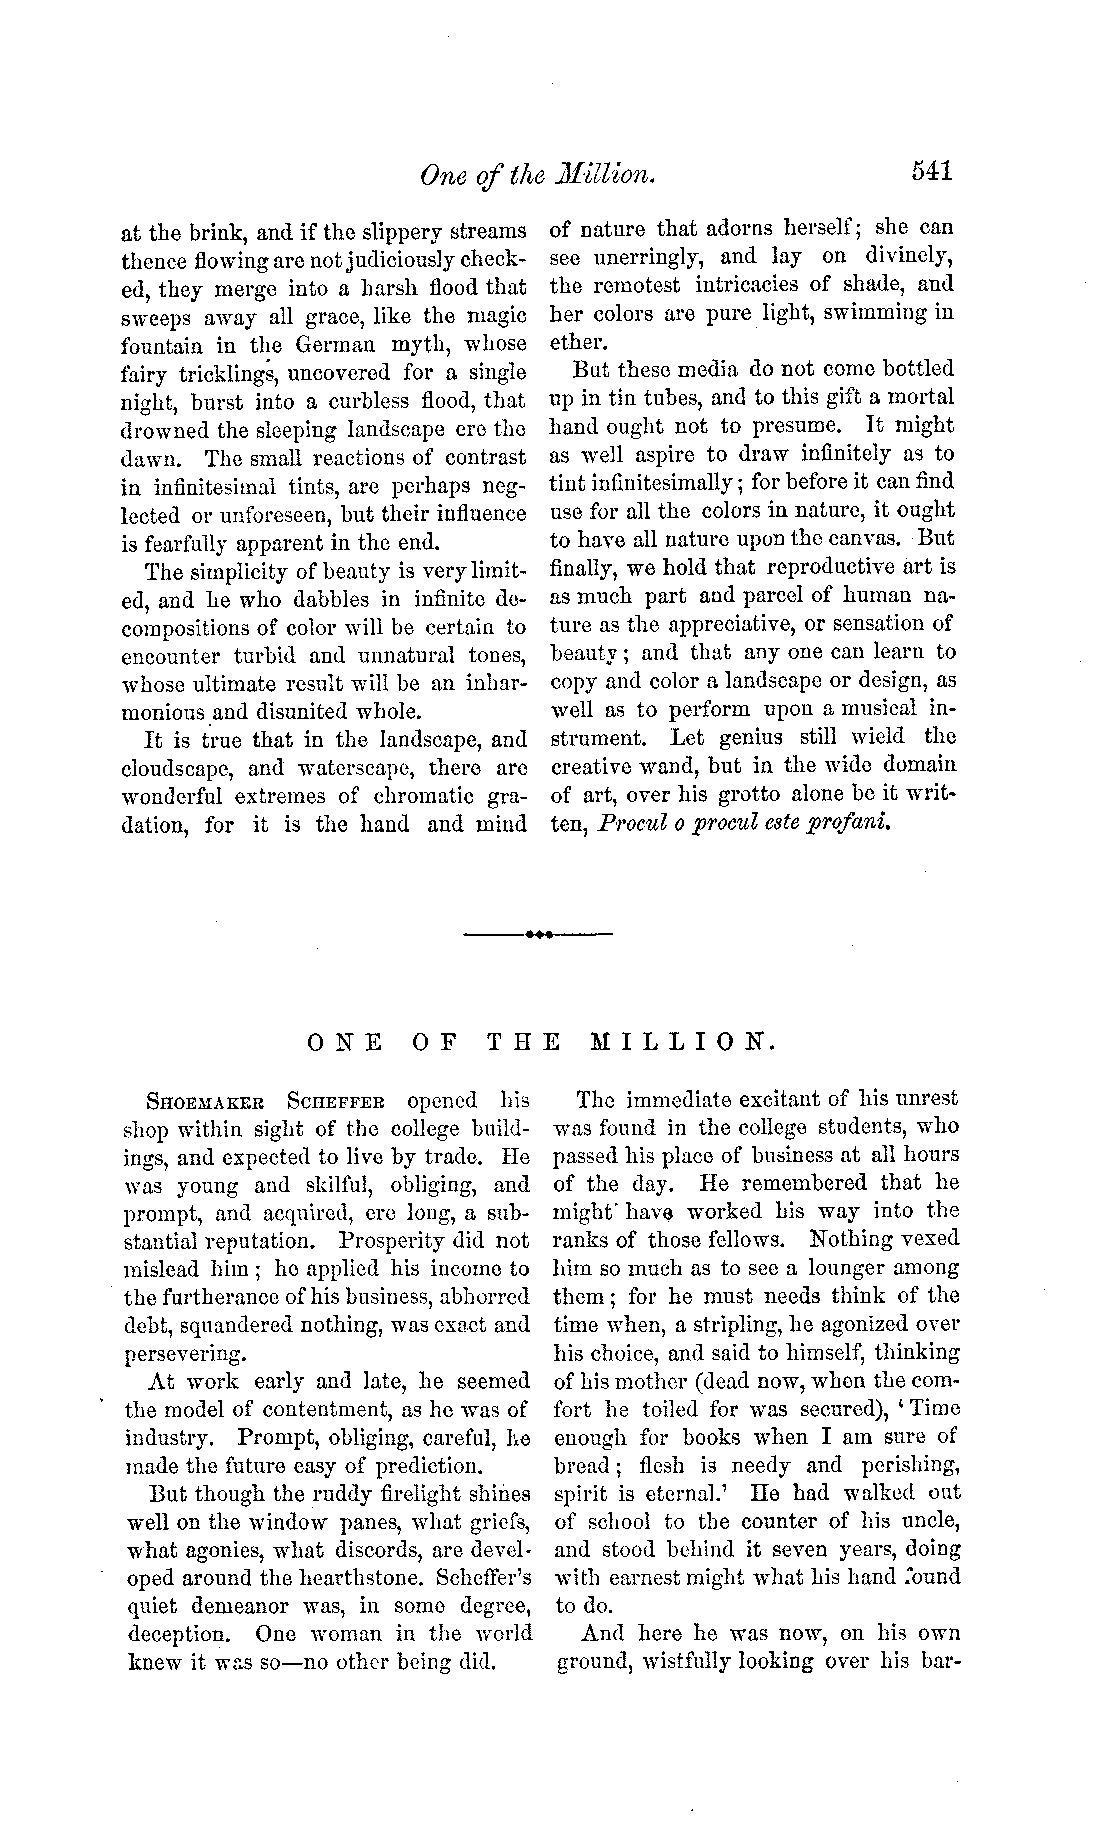 One of the Million. 541
at the brink, and if the slippery streams
thence flowing are not judiciously check-
ed, they merge into a harsh flood that
sweeps away all grace, like the magic
fountain in the German myth, whose
fairy tricklings, uncovered for a single
night, burst into a curbless flood, that
drowned the sleeping landscape ere the
dawn. The small reactions of contrast
in infinitesimal tints, are perhaps neg-
lected or unforeseen, but their influence
is fearfully apparent in the end.
The simplicity of beauty is very limit-
ed, and he who dabbles in infinite de-
compositions of color will be certain to
encounter turbid and unnatural tones,
whose ultimate result will be an inhar-
monious and disunited whole.
It is true that in the landscape, and
cloudscape, and waterscape, there are
wonderful extremes of chromatic gra-
dation, for it is the hand and mind
of nature that adorns herself; she can
see unerringly, and lay on divinely,
the remotest intricacies of shade, and
her colors are pure light, swimming in
ether.
But these media do not come bottled
up in tin tubes, and to this gift a mortal
hand ought not to presume. It might
as well aspire to draw infinitely as to
tint infinitesimally; for before it can find
use for all the colors in nature, it ought
to have all nature upon the canvas. But
finally, we hold that reproductive art is
as much part and parcel of human na-
ture as the appreciative, or sensation of
beauty; and that any one can learn to
copy and color a landscape or design, as
well as to perform upon a musical in-
strument. Let genius still wield the
creative wand, but in the wide domain
of art, over his grotto alone be it writ-
ten, Procul o procul este profani.
ONE OF THE MILLION.
SHOEMAKER SCHEFFER opened his
shop within sight of the college build-
ings, and expected to live by trade. He
was young and skilful, obliging, and
prompt, and acquired, ere long, a sub-
stantial reputation. Prosperity did not
mislead him; he applied his income to
the furtherance of his business, abhorred
debt, squandered nothing, was exact and
persevering.
At work early and late, he seemed
the model of contentment, as he was of
industry. Prompt, obliging, careful, he
made the future easy of prediction.
But though the ruddy firelight shines
well on the window panes, what griefs,
what agonies, what discords, are devel-
oped around the hearthstone. Scheffer's
quiet demeanor was, in some degree,
deception. One woman in the world
knew it was so—no other being did.
The immediate excitant of his unrest
was found in the college students, who
passed his place of business at all hours
of the day. He remembered that he
might have worked his way into the
ranks of those fellows. Nothing vexed
him so much as to see a lounger among
them; for he must needs think of the
time when, a stripling, he agonized over
his choice, and said to himself, thinking
of his mother (dead now, when the com-
fort he toiled for was secured), 'Time
enough for books when I am sure of
bread; flesh is needy and perishing,
spirit is eternal.' He had walked out
of school to the counter of his uncle,
and stood behind it seven years, doing
with earnest might what his hand found
to do.
And here he was now, on his own
ground, wistfully looking over his bar-